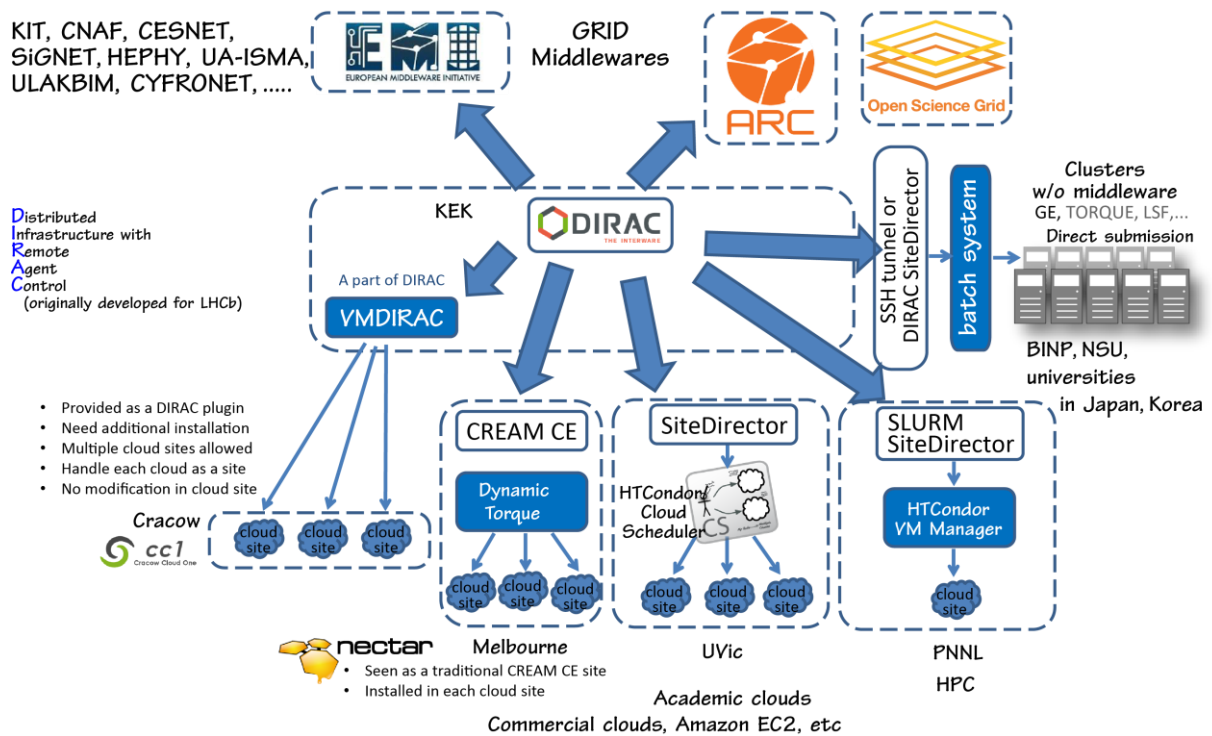 KIT, CNAF, CESNET,
SiGNET, HEPHY, UA-ISMA,
ULAKBIM, CYFRONET, .....
EMI
EUROPEAN MIDDLEWARE INITIATIVE
GRID
Middlewares
ARC
Open Science Grid
Distributed
Infrastructure with
Remote
Agent
Control
(originally developed for LHCb)
KEK
DIRAC
THE INTERWARE
A part of DIRAC
VMDIRAC
SSH tunnel or
DIRAC SiteDirector
batch system
Clusters
w/o middleware
GE, TORQUE, LSF,...
Direct submission
BINP, NSU,
universities
in Japan, Korea
• Provided as a DIRAC plugin
• Need additional installation
• Multiple cloud sites allowed
• Handle each cloud as a site
• No modification in cloud site
Cracow
cc1
Cracow Cloud One
cloud
site
cloud
site
cloud
site
CREAM CE
Dynamic
Torque
cloud
site
cloud
site
cloud
site
SiteDirector
HTCondor/
Cloud
Scheduler
CS
cloud
site
cloud
site
cloud
site
SLURM
SiteDirector
HTCondor
VM Manager
cloud
site
nectar
Melbourne
• Seen as a traditional CREAM CE site
• Installed in each cloud site
UVic
Academic clouds
Commercial clouds, Amazon EC2, etc
PNNL
HPC